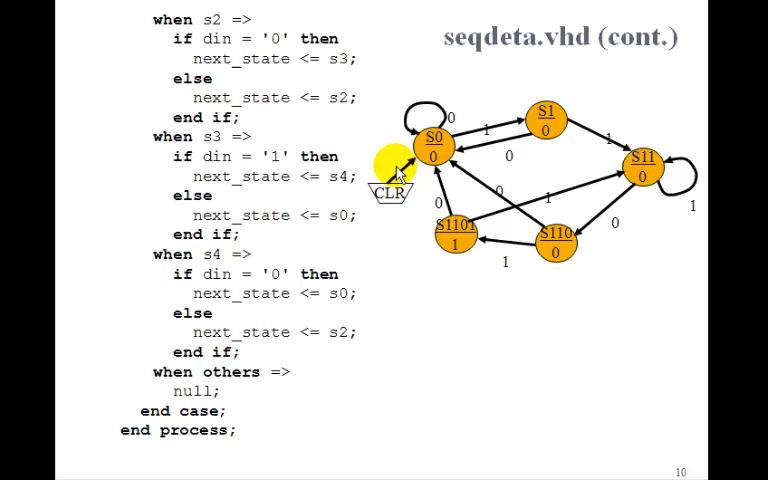 seqdeta.vhd (cont.)
when s2 =>
if din = '0' then
next_state <= s3;
else
next_state <= s2;
end if;
when s3 =>
if din = '1' then
next_state <= s4;
else
next_state <= s0;
end if;
when s4 =>
if din = '0' then
next_state <= s0;
else
next_state <= s2;
end if;
when others =>
null;
end case;
end process;
0
S0
0
1
0
S1
0
1
S11
0
1
CLR
0
0
1
0
S1101
1
1
S110
0
10